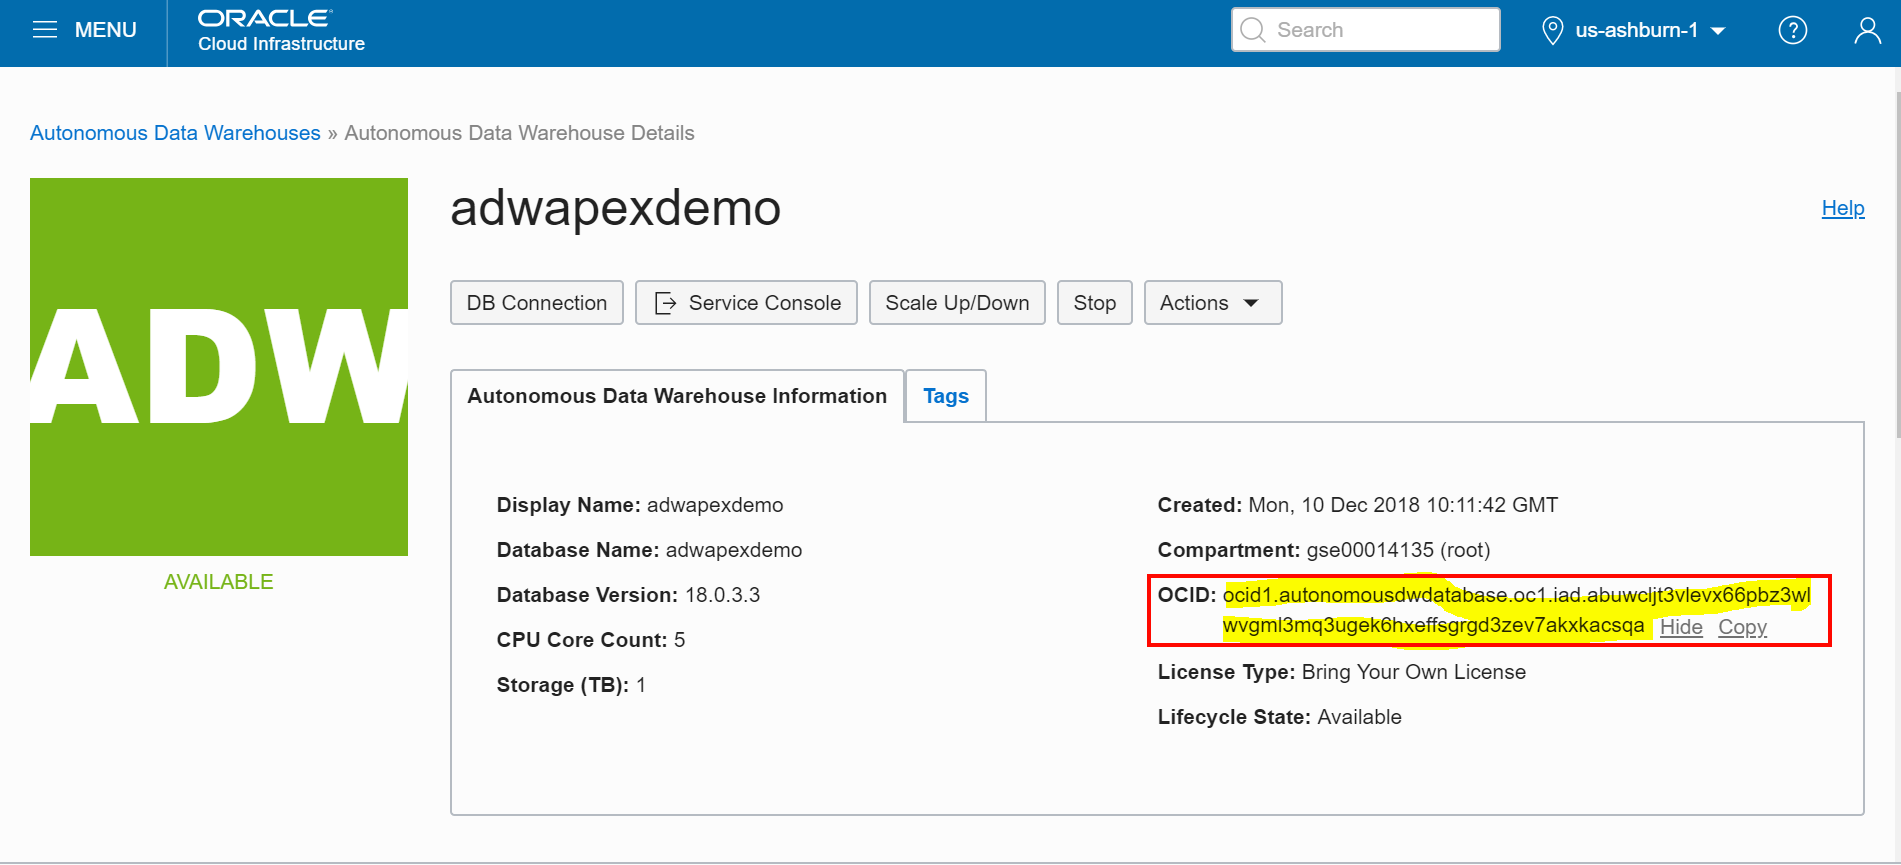 MENU
ORACLE
Cloud Infrastructure
Search
us-ashburn-1
?
Autonomous Data Warehouses » Autonomous Data Warehouse Details
ADW
AVAILABLE
adwapexdemo
Help
DB Connection
Service Console
Scale Up/Down
Stop
Actions
Autonomous Data Warehouse Information
Tags
Display Name: adwapexdemo
Database Name: adwapexdemo
Database Version: 18.0.3.3
CPU Core Count: 5
Storage (TB): 1
Created: Mon, 10 Dec 2018 10:11:42 GMT
Compartment: gse00014135 (root)
OCID: ocid1.autonomousdwdatabase.oc1.iad.abuwcljt3vlevx66pbz3wl
wvgml3mq3ugek6hxeffsgrgd3zev7akxkacsqa Hide Copy
License Type: Bring Your Own License
Lifecycle State: Available